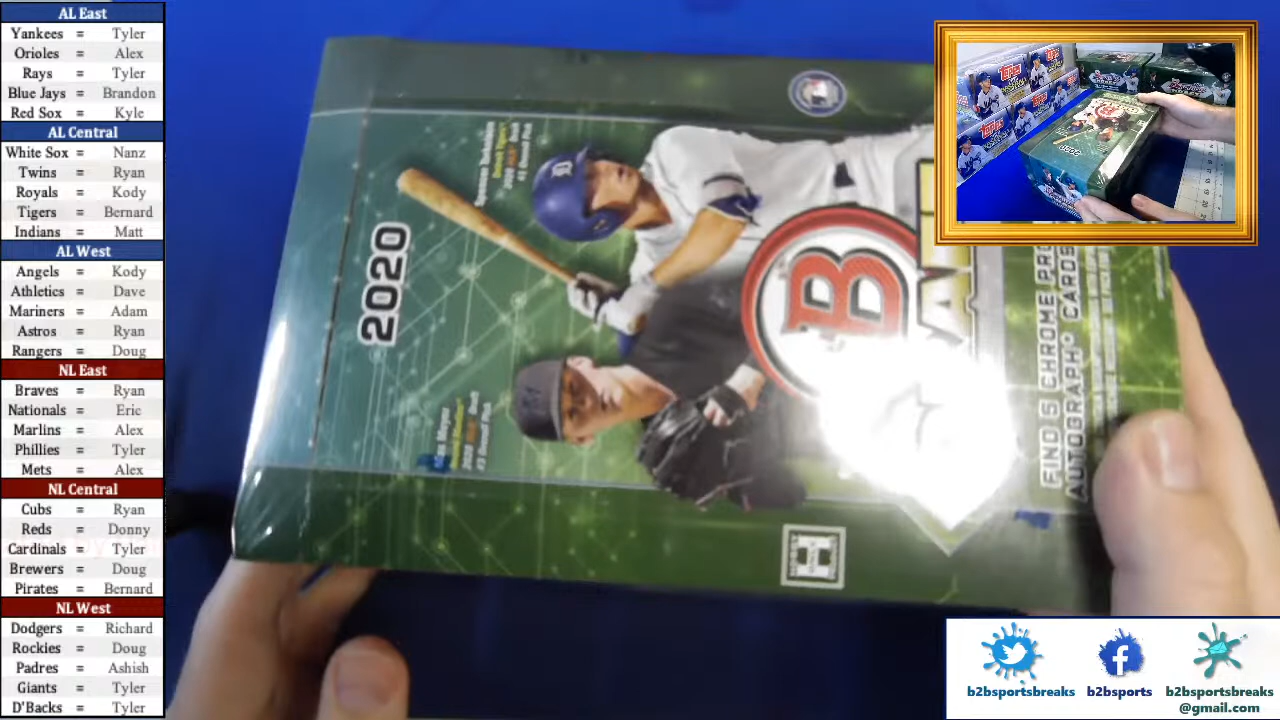 AL East
Yankees = Tyler
Orioles = Alex
Rays = Tyler
Blue Jays = Brandon
Red Sox = Kyle
AL Central
White Sox = Nanz
Twins = Ryan
Royals = Kody
Tigers = Bernard
Indians = Matt
AL West
Angels = Kody
Athletics = Dave
Mariners = Adam
Astros = Ryan
Rangers = Doug
NL East
Braves = Ryan
Nationals = Eric
Marlins = Alex
Phillies = Tyler
Mets = Alex
NL Central
Cubs = Ryan
Reds = Donny
Cardinals = Tyler
Brewers = Doug
Pirates = Bernard
NL West
Dodgers = Richard
Rockies = Doug
Padres = Ashish
Giants = Tyler
D'Backs = Tyler
2020
B
FIND 5 CHROME PRO
AUTOGRAPH CARDS
b2bsportsbreaks
b2bsports
b2bsportsbreaks
@gmail.com